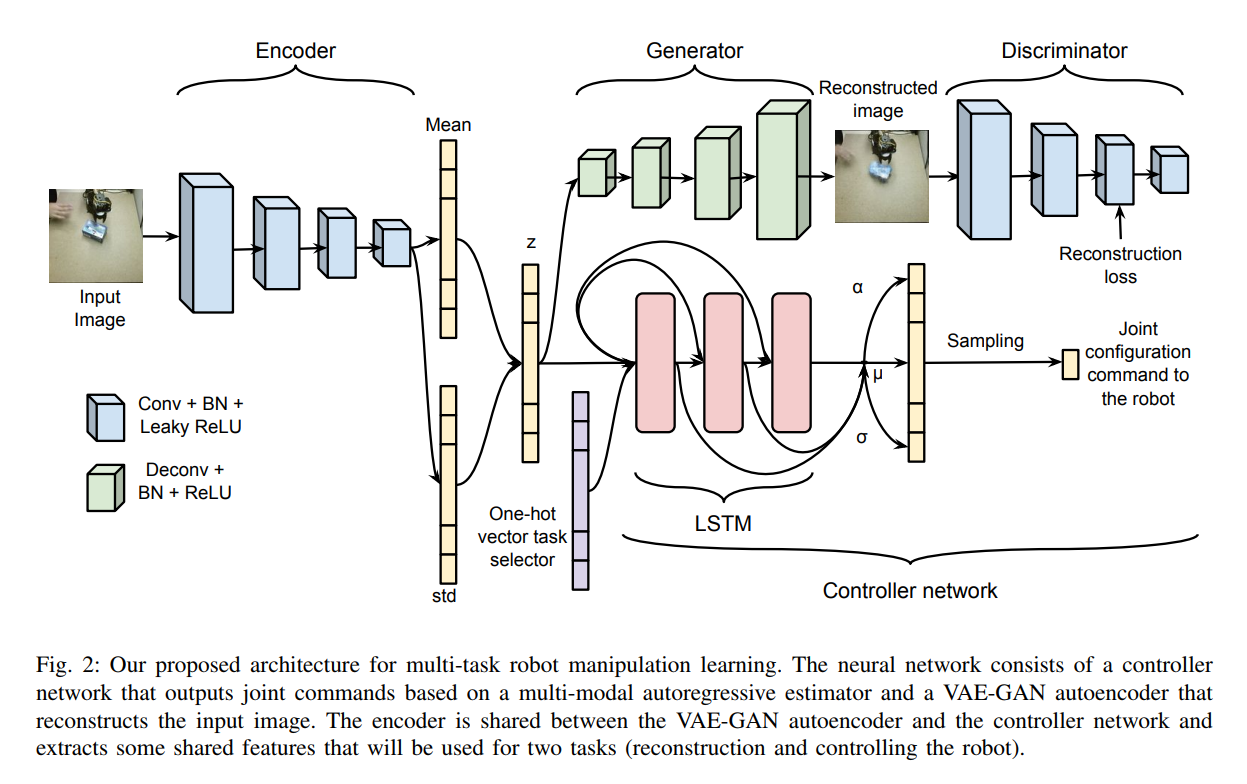 Encoder
Generator
Discriminator
Reconstructed
image
Mean
z
Input
Image
Reconstruction
loss
α
μ
σ
Sampling
Joint
configuration
command to
the robot
Conv + BN +
Leaky ReLU
Deconv +
BN + ReLU
One-hot
vector task
selector
std
LSTM
Controller network
Fig. 2: Our proposed architecture for multi-task robot manipulation learning. The neural network consists of a controller
network that outputs joint commands based on a multi-modal autoregressive estimator and a VAE-GAN autoencoder that
reconstructs the input image. The encoder is shared between the VAE-GAN autoencoder and the controller network and
extracts some shared features that will be used for two tasks (reconstruction and controlling the robot).